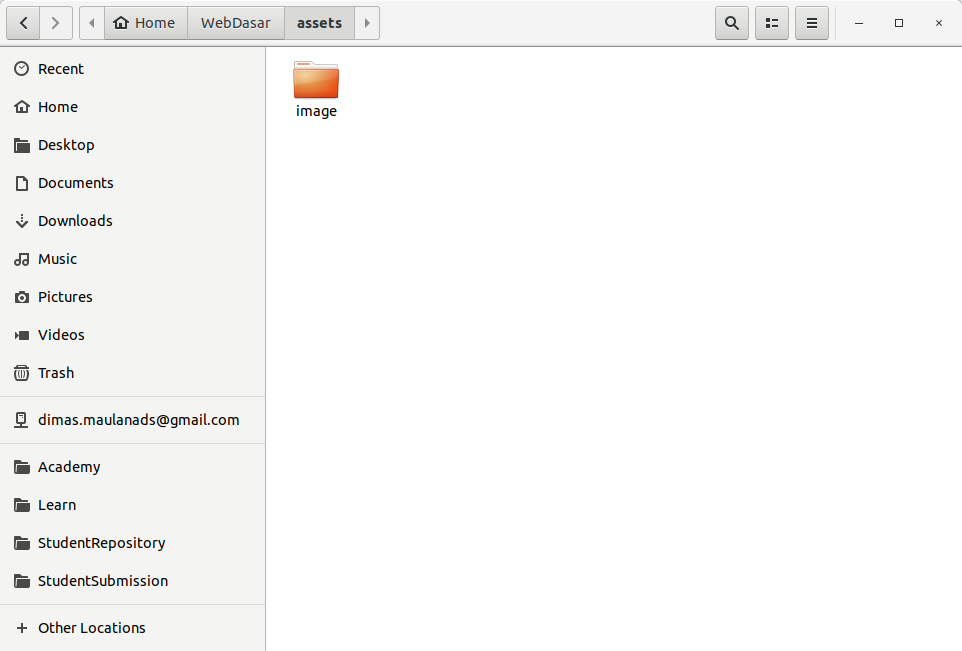 Home WebDasar assets
Recent
Home
Desktop
Documents
Downloads
Music
Pictures
Videos
Trash
dimas.maulanads@gmail.com
Academy
Learn
StudentRepository
StudentSubmission
Other Locations
image